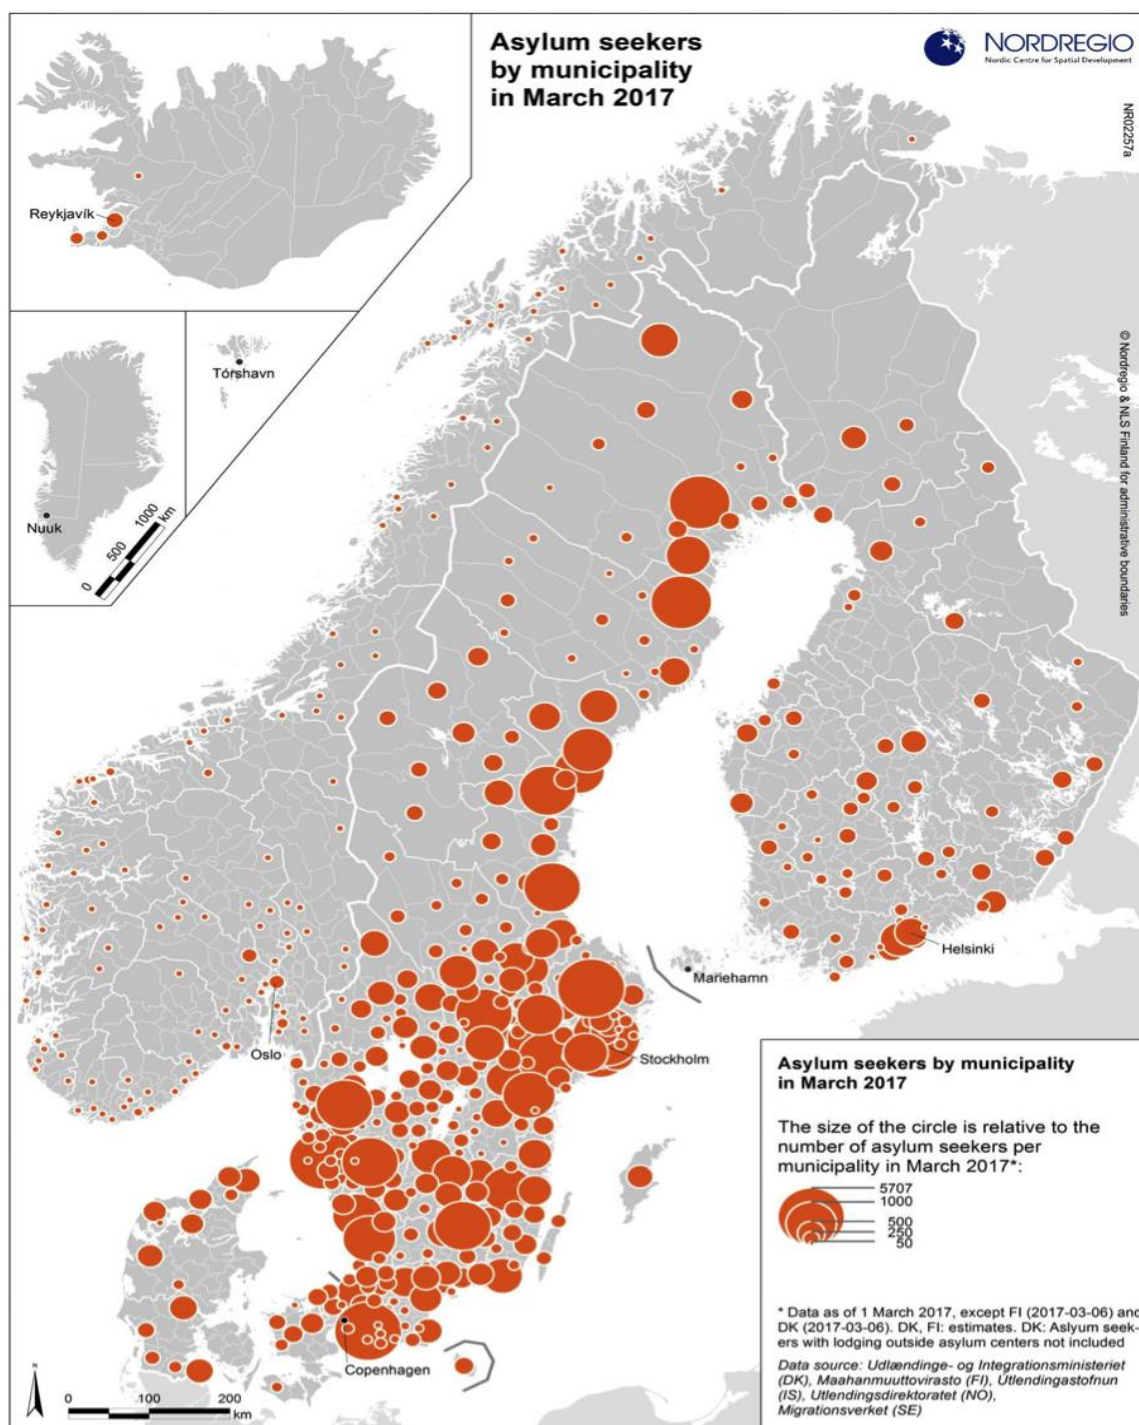 Asylum seekers
by municipality
in March 2017
NORDREGIO
Nordic Centre for Spatial Development
NR02257a
© Nordregio & NLS Finland for administrative boundaries
Reykjavík
Tórshavn
Nuuk
0 500 1000
km
Mariehamn
Helsinki
Oslo
Stockholm
Copenhagen
Asylum seekers by municipality
in March 2017
The size of the circle is relative to the
number of asylum seekers per
municipality in March 2017*:
5707
1000
500
250
50
* Data as of 1 March 2017, except FI (2017-03-06) and
DK (2017-03-06). DK, FI: estimates. DK: Aslyum seek-
ers with lodging outside asylum centers not included
Data source: Udlændinge- og Integrationsministeriet
(DK), Maahanmuuttovirasto (FI), Útlendingastofnun
(IS), Utlendingsdirektoratet (NO),
Migrationsverket (SE)
N
0 100 200
km